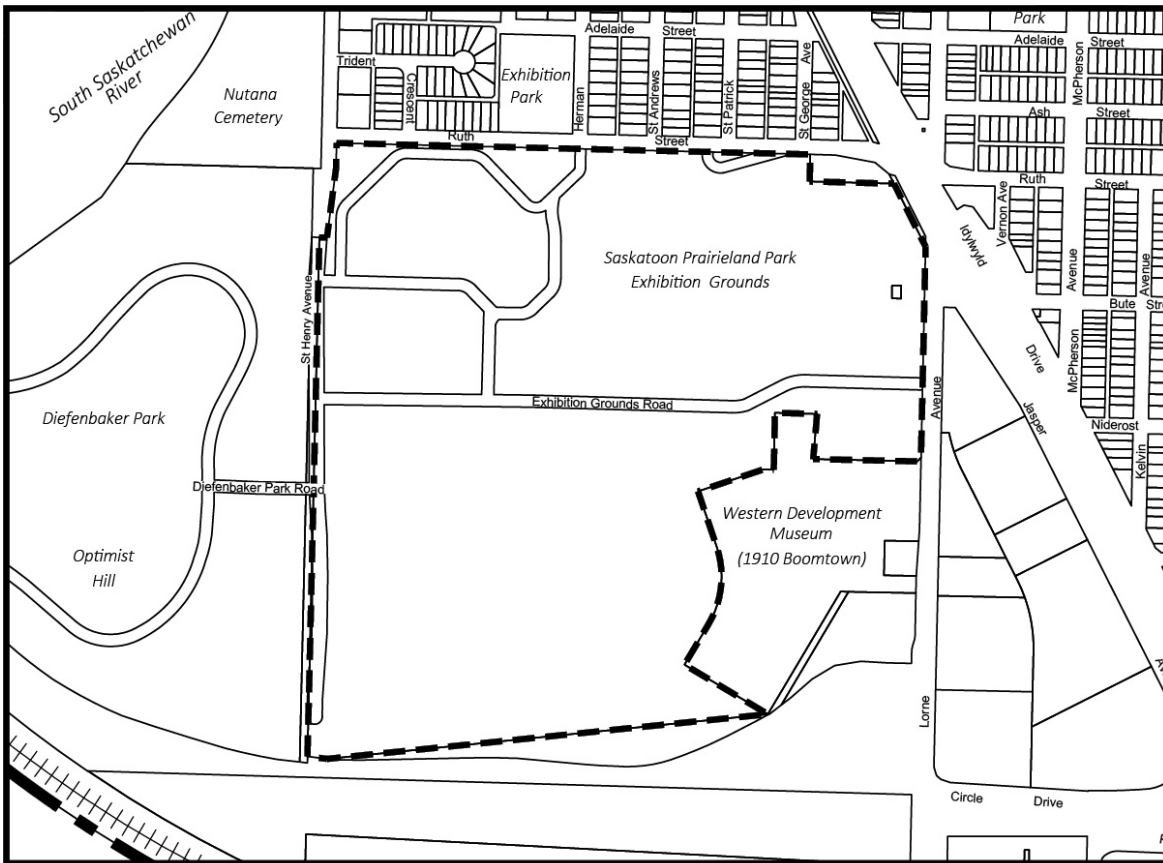 Park
Adelaide Street
Adelaide Street
South Saskatchewan
River
Trident
Crescent
Nutana
Cemetery
Exhibition
Park
Herman
St Andrews
St Patrick
St George Ave
McPherson
Ash Street
Ruth Street
Ruth Street
Vernon Ave
Idylwyld
Drive
Avenue
Avenue
Saskatoon Prairieland Park
Exhibition Grounds
St Henry Avenue
Bute
McPherson
Jasper
Niderost
Kelvin
Exhibition Grounds Road
Avenue
Diefenbaker Park
Diefenbaker Park Road
Western Development
Museum
(1910 Boomtown)
Optimist
Hill
Lorne
Circle Drive